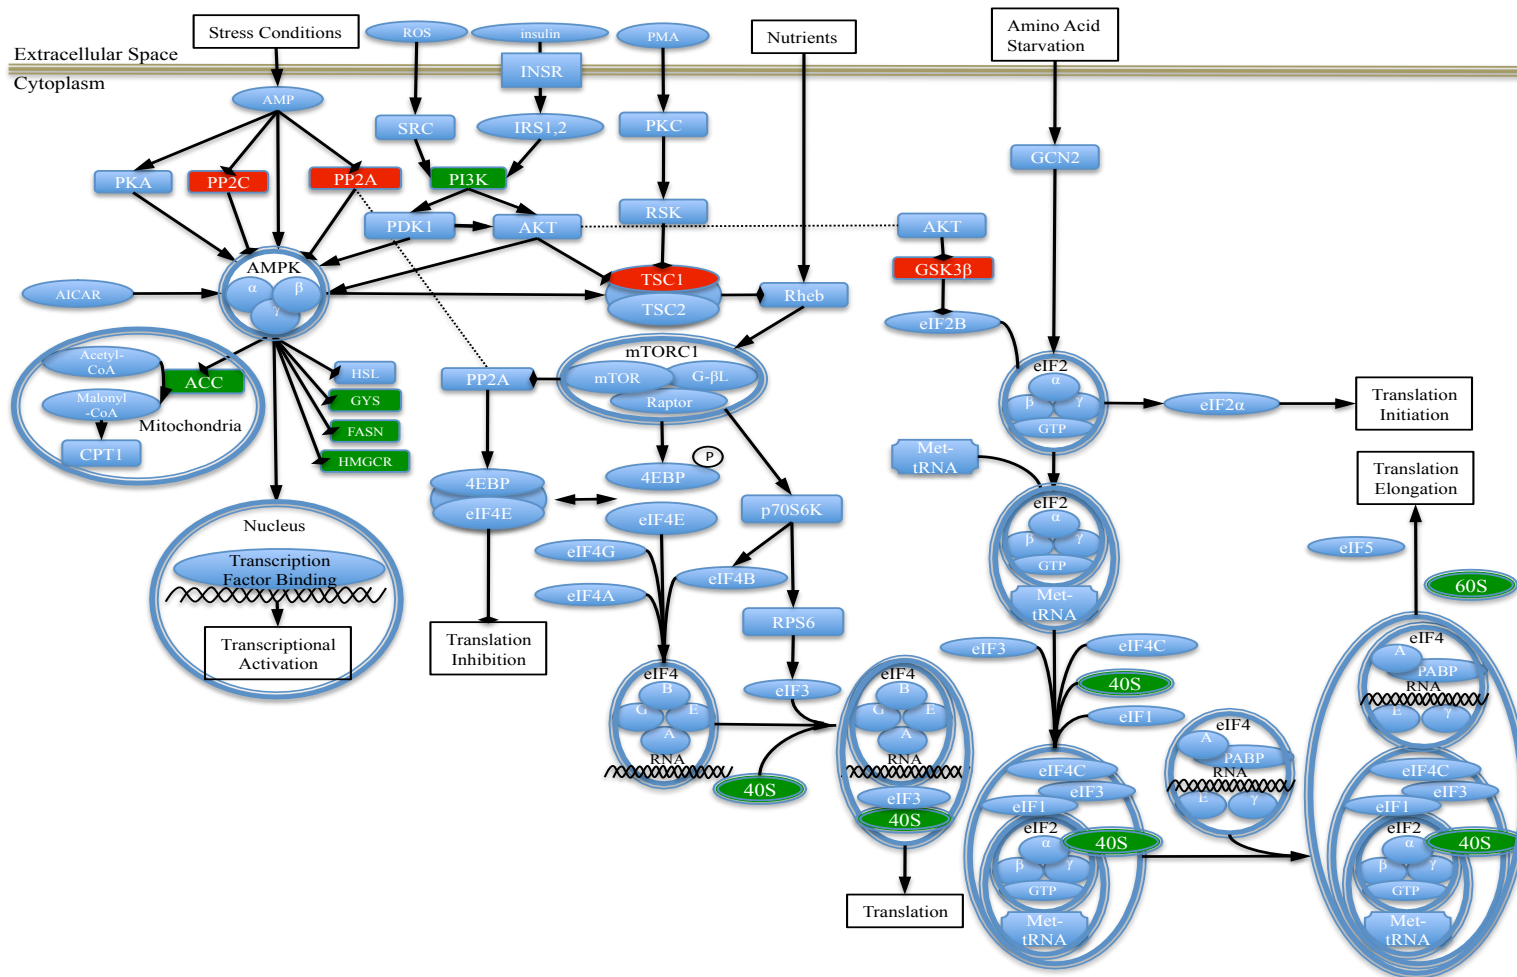 Stress Conditions
ROS
insulin
PMA
Nutrients
Amino Acid
Starvation
Extracellular Space
Cytoplasm
INSR
AMP
SRC
IRS1,2
PKC
GCN2
PKA
PP2C
PP2A
PI3K
RSK
PDK1
AKT
AKT
AMPK
α
β
γ
AICAR
TSC1
TSC2
Rheb
GSK3β
eIF2B
Acetyl-
CoA
ACC
Malonyl
-CoA
Mitochondria
CPT1
HSL
GYS
FASN
HMGCR
PP2A
mTORC1
mTOR
G-βL
Raptor
eIF2
α
β
γ
GTP
eIF2α
Translation
Initiation
4EBP
P
4EBP
eIF4E
eIF4E
p70S6K
Met-
tRNA
eIF2
α
β
γ
GTP
Met-
tRNA
Translation
Elongation
eIF5
60S
Nucleus
Transcription
Factor Binding
Transcriptional
Activation
eIF4G
eIF4A
eIF4B
RPS6
Translation
Inhibition
eIF3
eIF4
B
G
E
A
RNA
40S
eIF4
B
G
E
A
RNA
eIF3
40S
Translation
eIF3
eIF4C
40S
eIF1
eIF4C
eIF3
eIF1
eIF2
α
β
γ
GTP
40S
Met-
tRNA
eIF4
A
PABP
RNA
E
γ
eIF4
A
PABP
RNA
E
γ
eIF4C
eIF3
eIF1
eIF2
α
β
γ
GTP
40S
Met-
tRNA